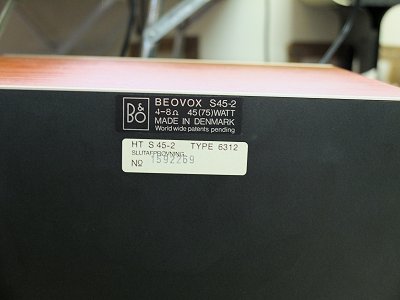 B&O
BEOVOX S45-2
4-8Ω 45(75)WATT
MADE IN DENMARK
World wide patents pending
HT S45-2 TYPE 6312
SLUTAFPRØVNING
No 1592269